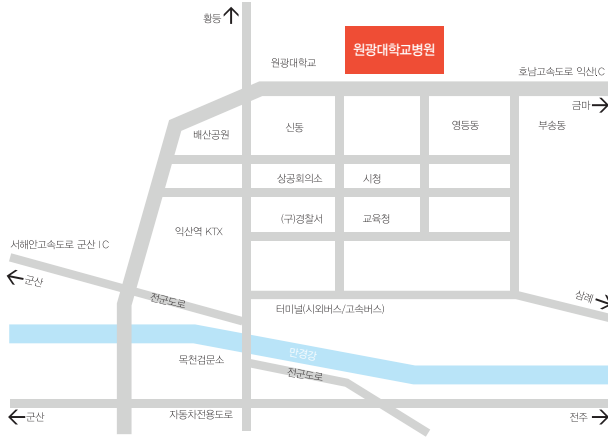 황등
원광대학교병원
원광대학교
호남고속도로 익산I.C
금마
배산공원
신동
영등동
부송동
상공회의소
시청
(구)경찰서
교육청
익산역 KTX
서해안고속도로 군산 I C
군산
전군도로
삼례
터미널(시외버스/고속버스)
만경강
목천검문소
전군도로
군산
자동차전용도로
전주